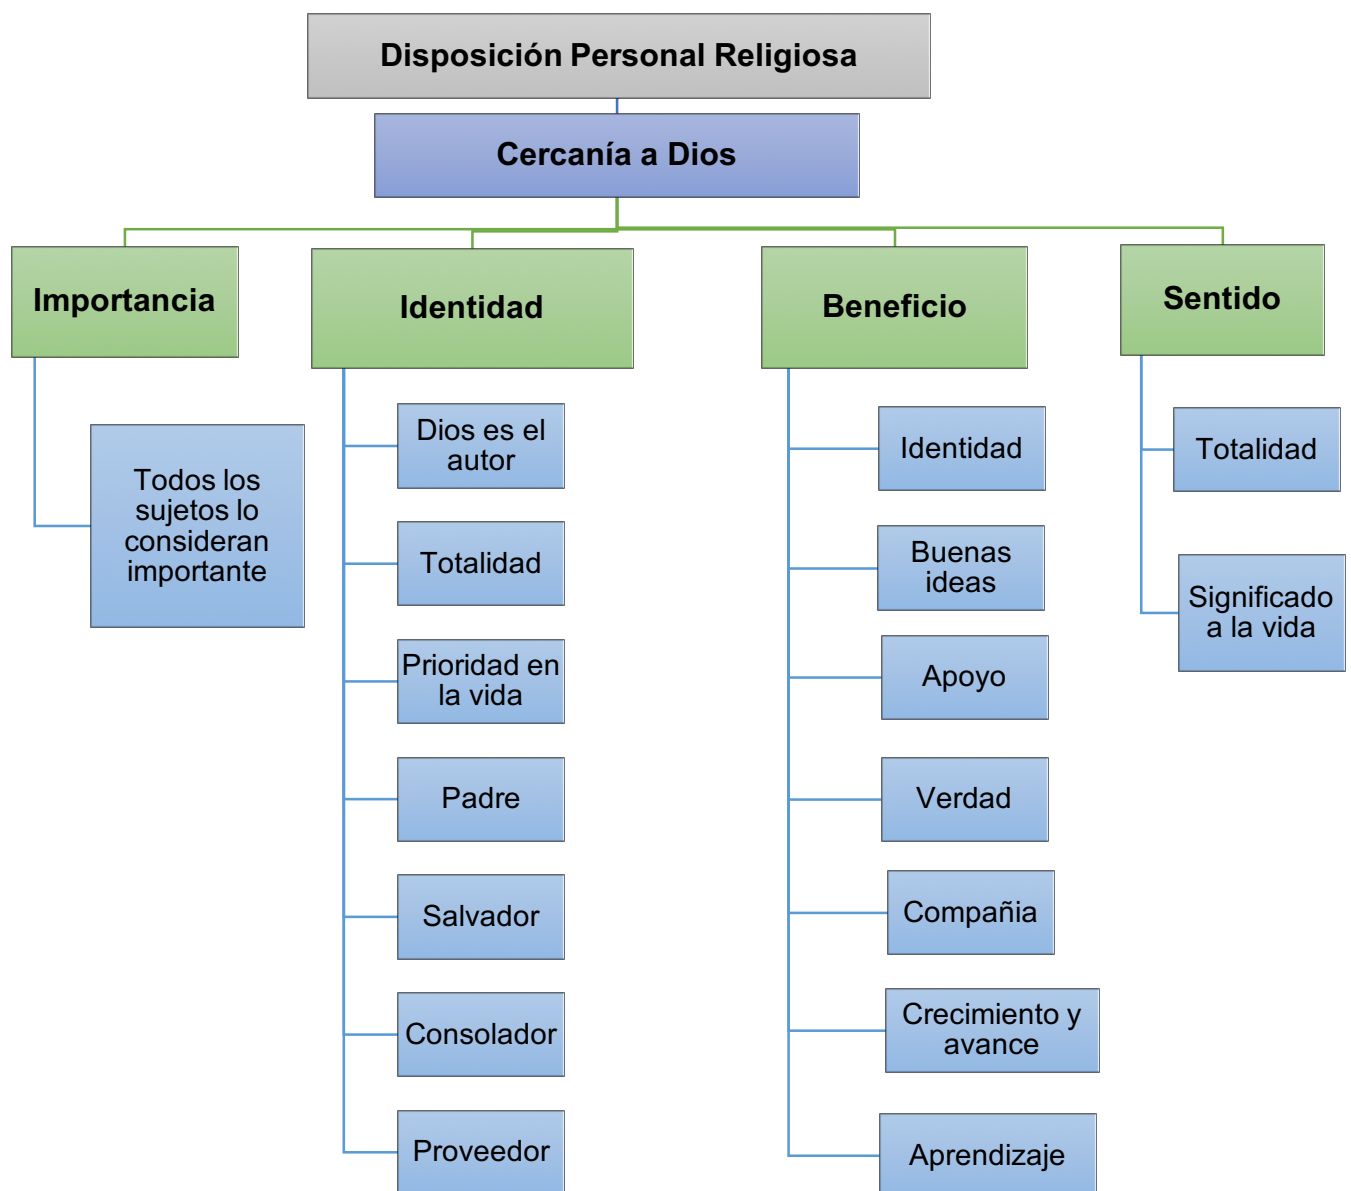 Disposición Personal Religiosa
Cercanía a Dios
Importancia
Identidad
Beneficio
Sentido
Todos los
sujetos lo
consideran
importante
Dios es el
autor
Totalidad
Prioridad en
la vida
Padre
Salvador
Consolador
Proveedor
Identidad
Buenas
ideas
Apoyo
Verdad
Compañia
Crecimiento y
avance
Aprendizaje
Totalidad
Significado
a la vida